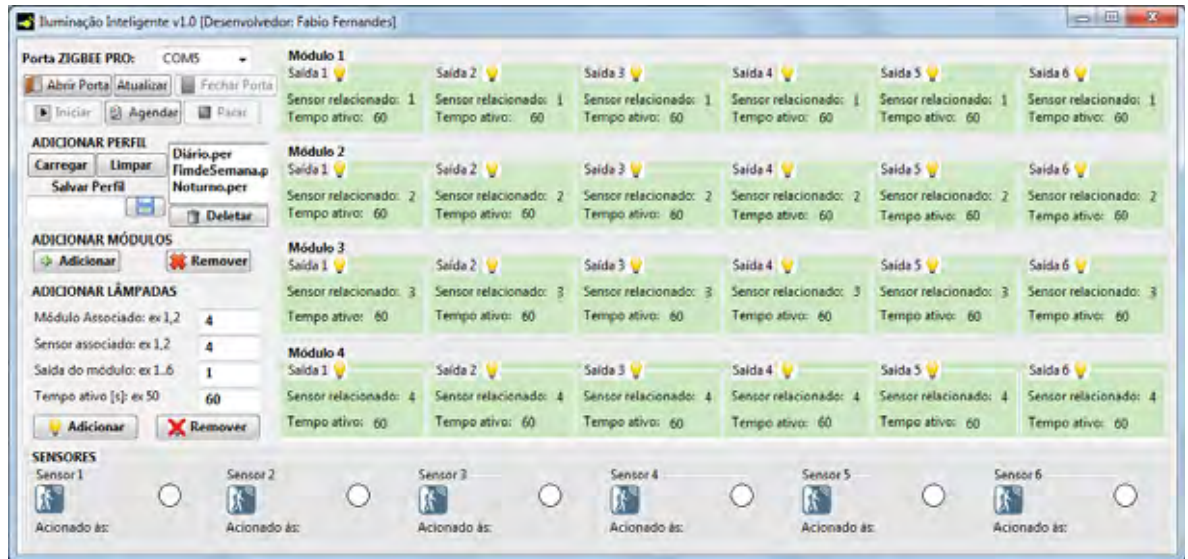 Iluminação Inteligente v1.0 [Desenvolvedor: Fabio Fernandes]
Porta ZIGBEE PRO: COM5
Abrir Porta Atualizar Fechar Porta
Iniciar Agendar Parar
ADICIONAR PERFIL
Carregar Limpar
Salvar Perfil
Diário.per
FimdeSemana.p
Noturno.per
Deletar
ADICIONAR MÓDULOS
Adicionar Remover
ADICIONAR LÂMPADAS
Módulo Associado: ex 1,2 4
Sensor associado: ex 1,2 4
Saída do módulo: ex 1..6 1
Tempo ativo [s]: ex 50 60
Adicionar Remover
Módulo 1
Saída 1 Saída 2 Saída 3 Saída 4 Saída 5 Saída 6
Sensor relacionado: 1 Sensor relacionado: 1 Sensor relacionado: 1 Sensor relacionado: 1 Sensor relacionado: 1 Sensor relacionado: 1
Tempo ativo: 60 Tempo ativo: 60 Tempo ativo: 60 Tempo ativo: 60 Tempo ativo: 60 Tempo ativo: 60
Módulo 2
Saída 1 Saída 2 Saída 3 Saída 4 Saída 5 Saída 6
Sensor relacionado: 2 Sensor relacionado: 2 Sensor relacionado: 2 Sensor relacionado: 2 Sensor relacionado: 2 Sensor relacionado: 2
Tempo ativo: 60 Tempo ativo: 60 Tempo ativo: 60 Tempo ativo: 60 Tempo ativo: 60 Tempo ativo: 60
Módulo 3
Saída 1 Saída 2 Saída 3 Saída 4 Saída 5 Saída 6
Sensor relacionado: 3 Sensor relacionado: 3 Sensor relacionado: 3 Sensor relacionado: 3 Sensor relacionado: 3 Sensor relacionado: 3
Tempo ativo: 60 Tempo ativo: 60 Tempo ativo: 60 Tempo ativo: 60 Tempo ativo: 60 Tempo ativo: 60
Módulo 4
Saída 1 Saída 2 Saída 3 Saída 4 Saída 5 Saída 6
Sensor relacionado: 4 Sensor relacionado: 4 Sensor relacionado: 4 Sensor relacionado: 4 Sensor relacionado: 4 Sensor relacionado: 4
Tempo ativo: 60 Tempo ativo: 60 Tempo ativo: 60 Tempo ativo: 60 Tempo ativo: 60 Tempo ativo: 60
SENSORES
Sensor 1 Sensor 2 Sensor 3 Sensor 4 Sensor 5 Sensor 6
Acionado às: Acionado às: Acionado às: Acionado às: Acionado às: Acionado às: